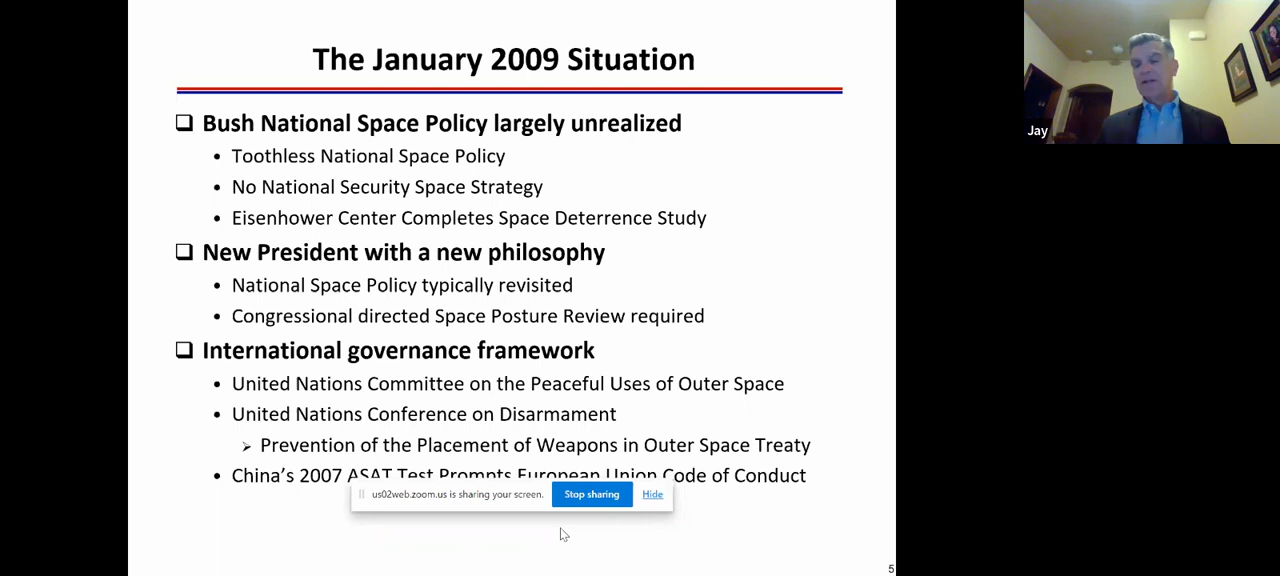 The January 2009 Situation
Bush National Space Policy largely unrealized
Toothless National Space Policy
No National Security Space Strategy
Eisenhower Center Completes Space Deterrence Study
New President with a new philosophy
National Space Policy typically revisited
Congressional directed Space Posture Review required
International governance framework
United Nations Committee on the Peaceful Uses of Outer Space
United Nations Conference on Disarmament
Prevention of the Placement of Weapons in Outer Space Treaty
China's 2007 ASAT Test Prompts European Union Code of Conduct
us02web.zoom.us is sharing your screen. Stop sharing Hide
5
Jay